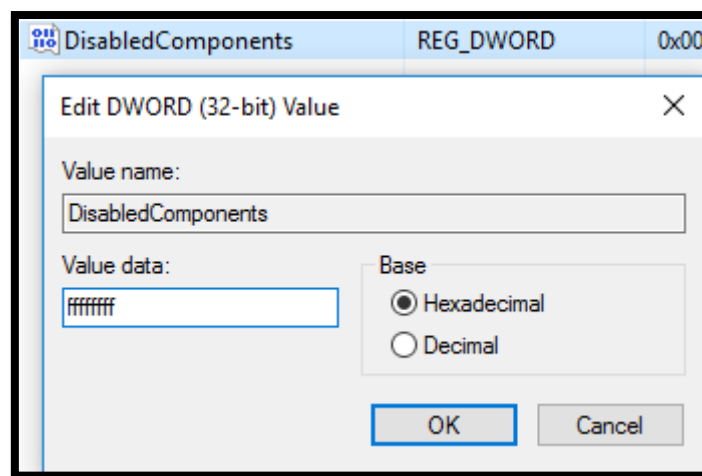 DisabledComponents REG_DWORD 0x00
Edit DWORD (32-bit) Value
Value name:
DisabledComponents
Value data: Base
ffffffff Hexadecimal
Decimal
OK Cancel